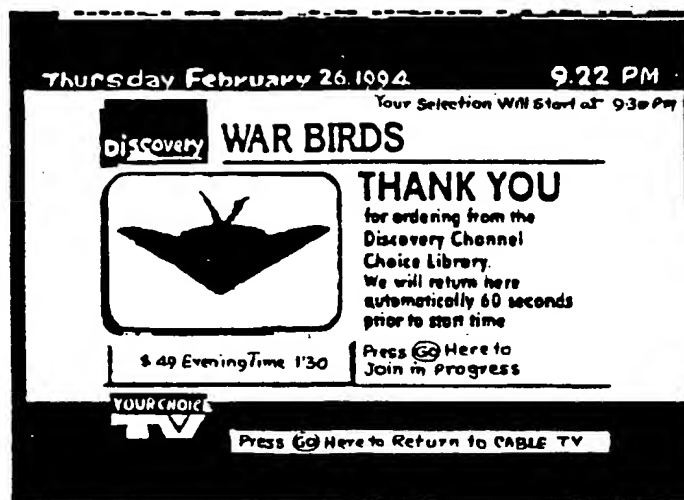 Thursday February 26.1994 9.22 PM
Your Selection Will Start at 9:30 PM
Discovery WAR BIRDS
THANK YOU
for ordering from the
Discovery Channel
Choice Library.
We will return here
automatically 60 seconds
prior to start time
$ 49 Evening Time 1'30
Press GO Here to
Join in Progress
YOUR CHOICE
TV
Press GO Here to Return to CABLE TV